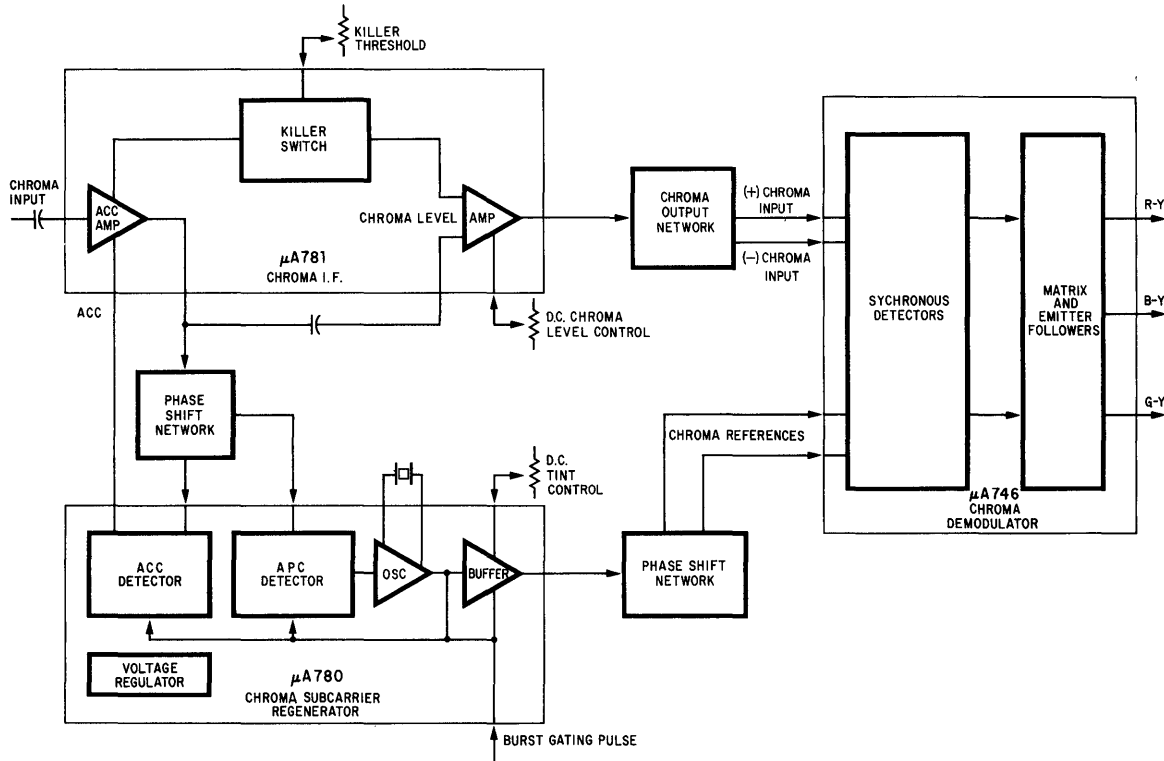 KILLER
THRESHOLD
KILLER
SWITCH
CHROMA
INPUT
ACC
AMP
CHROMA LEVEL
AMP
μA781
CHROMA I.F.
ACC
D.C. CHROMA
LEVEL CONTROL
CHROMA
OUTPUT
NETWORK
(+) CHROMA
INPUT
(−) CHROMA
INPUT
SYCHRONOUS
DETECTORS
MATRIX
AND
EMITTER
FOLLOWERS
R-Y
B-Y
G-Y
μA746
CHROMA
DEMODULATOR
PHASE
SHIFT
NETWORK
CHROMA REFERENCES
D.C.
TINT
CONTROL
ACC
DETECTOR
APC
DETECTOR
OSC
BUFFER
PHASE SHIFT
NETWORK
VOLTAGE
REGULATOR
μA780
CHROMA SUBCARRIER
REGENERATOR
BURST GATING PULSE